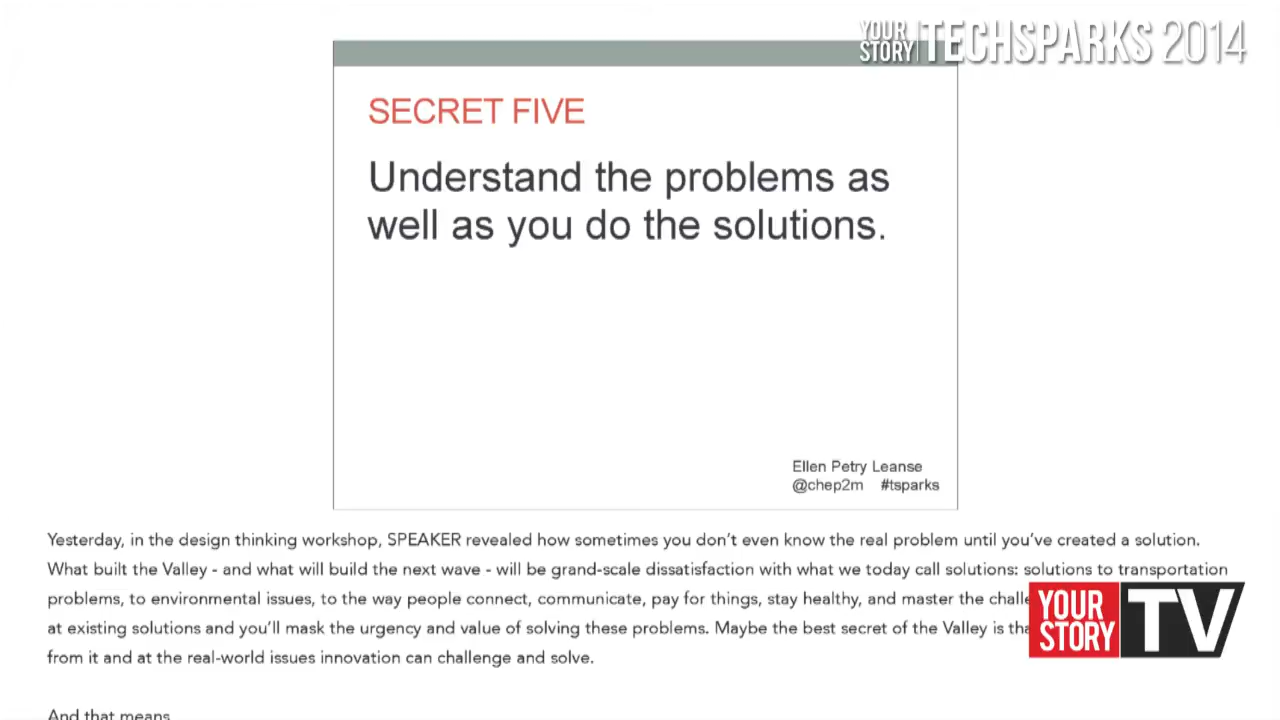 YOUR STORY TECHSPARKS 2014
SECRET FIVE
Understand the problems as
well as you do the solutions.
Ellen Petry Leanse
@chep2m #tsparks
Yesterday, in the design thinking workshop, SPEAKER revealed how sometimes you don't even know the real problem until you've created a solution.
What built the Valley - and what will build the next wave - will be grand-scale dissatisfaction with what we today call solutions: solutions to transportation
problems, to environmental issues, to the way people connect, communicate, pay for things, stay healthy, and master the
at existing solutions and you'll mask the urgency and value of solving these problems. Maybe the best secret of the Valley is
from it and at the real-world issues innovation can challenge and solve.
YOUR STORY TV
And that means